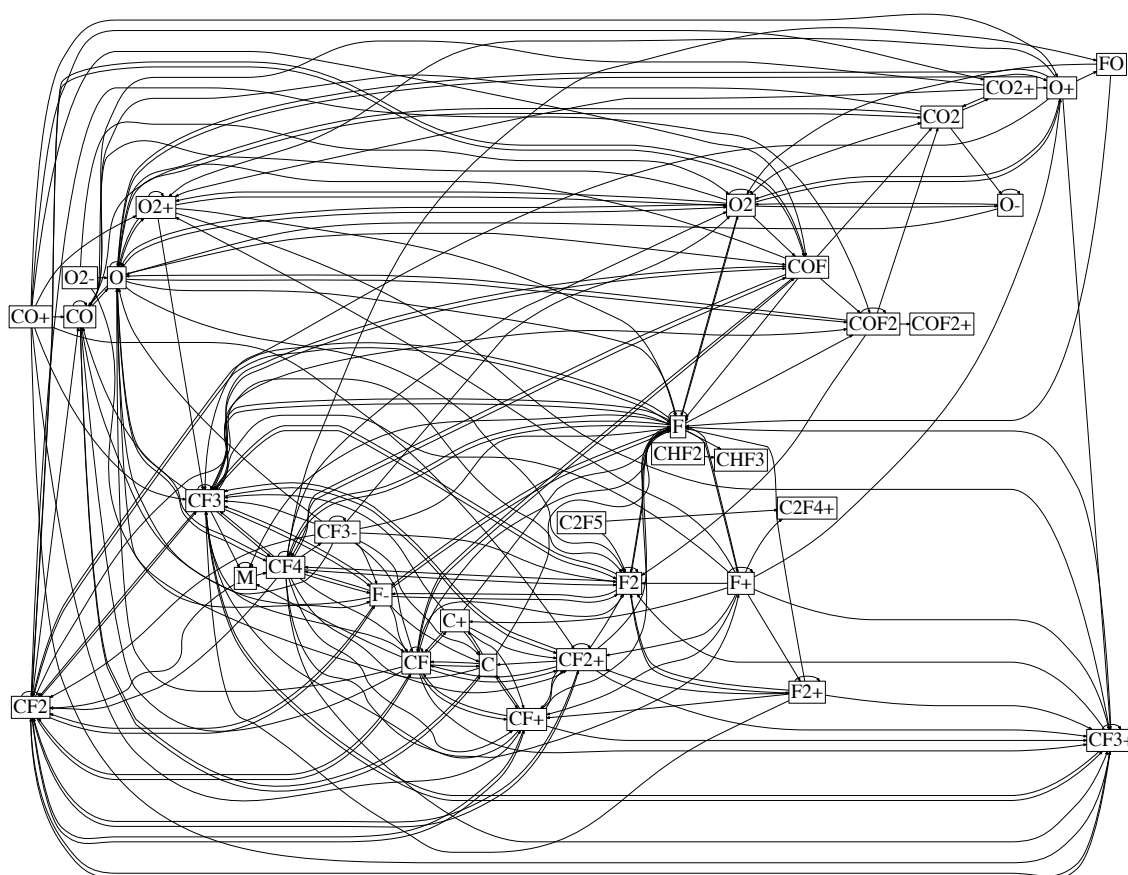 FO
CO2+
O+
CO2
O2+
O2
O-
COF
O2-
O
CO+
CO
COF2
COF2+
F
CHF2
CHF3
CF3
C2F4+
C2F5
CF3-
CF4
M
F2
F+
F-
C+
CF
C
CF2+
F2+
CF2
CF+
CF3+